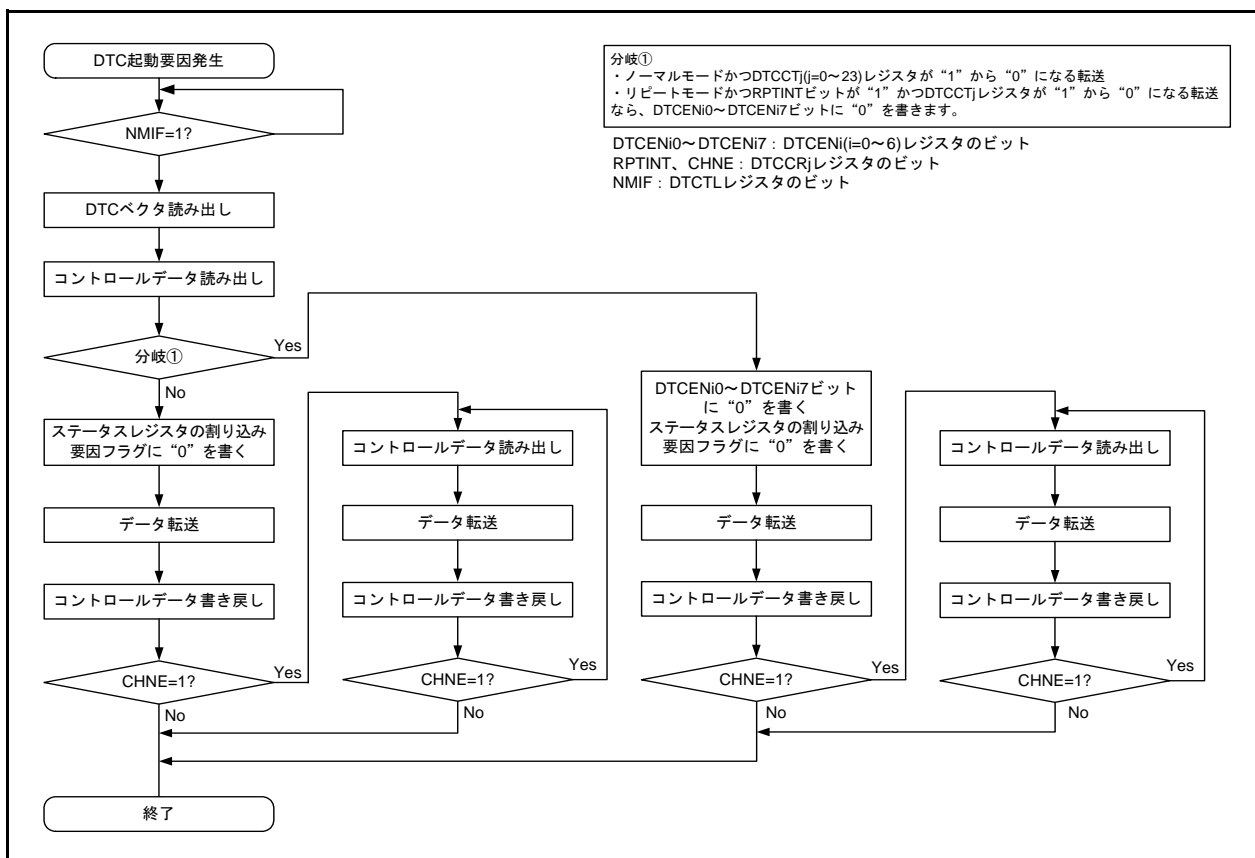 DTC起動要因発生
NMIF=1?
DTCベクタ読み出し
コントロールデータ読み出し
分岐①
Yes
No
ステータスレジスタの割り込み
要因フラグに“0”を書く
データ転送
コントロールデータ書き戻し
CHNE=1?
Yes
No
終了
コントロールデータ読み出し
データ転送
コントロールデータ書き戻し
CHNE=1?
Yes
No
分岐①
・ノーマルモードかつDTCCTj(j=0～23)レジスタが“1”から“0”になる転送
・リピートモードかつRPTINTビットが“1”かつDTCCTjレジスタが“1”から“0”になる転送
なら、DTCENi0～DTCENi7ビットに“0”を書きます。
DTCENi0～DTCENi7：DTCENi(i=0～6)レジスタのビット
RPTINT、CHNE：DTCCRjレジスタのビット
NMIF：DTCTLレジスタのビット
DTCENi0～DTCENi7ビット
に“0”を書く
ステータスレジスタの割り込み
要因フラグに“0”を書く
データ転送
コントロールデータ書き戻し
CHNE=1?
Yes
No
コントロールデータ読み出し
データ転送
コントロールデータ書き戻し
CHNE=1?
Yes
No